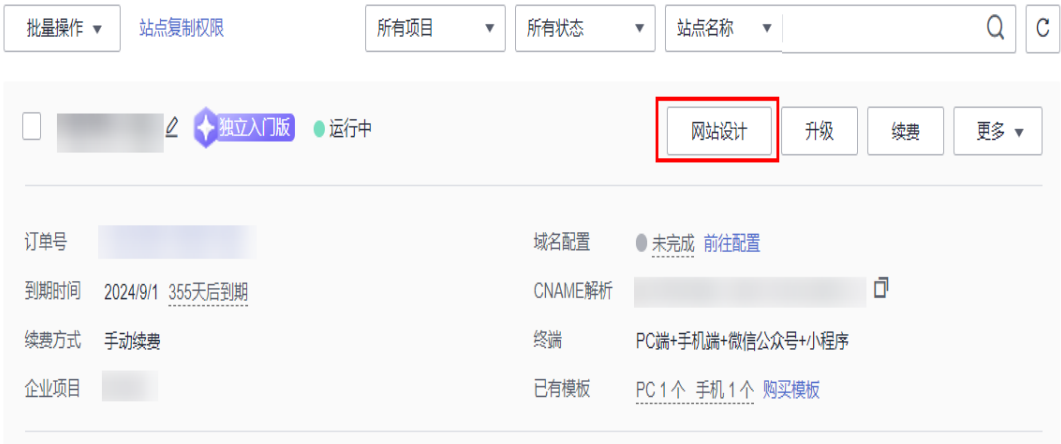 批量操作 站点复制权限 所有项目 所有状态 站点名称
独立入门版 运行中 网站设计 升级 续费 更多
订单号 域名配置 未完成 前往配置
到期时间 2024/9/1 355天后到期 CNAME解析
续费方式 手动续费 终端 PC端+手机端+微信公众号+小程序
企业项目 已有模板 PC 1 个 手机 1 个 购买模板